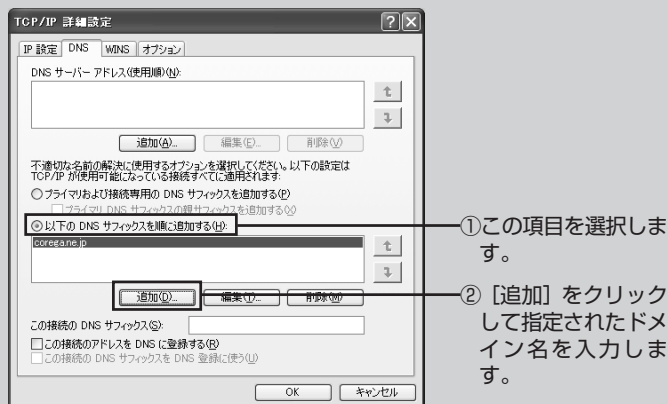 TCP/IP 詳細設定
IP 設定 DNS WINS オプション
DNS サーバー アドレス(使用順)(N):
追加(A)... 編集(E)... 削除(V)
不適切な名前の解決に使用するオプションを選択してください。以下の設定は
TCP/IP が使用可能になっている接続すべてに適用されます:
プライマリおよび接続専用の DNS サフィックスを追加する(P)
プライマリ DNS サフィックスの親サフィックスを追加する(X)
以下の DNS サフィックスを順に追加する(H):
corega.ne.jp
追加(D)... 編集(T)... 削除(M)
この接続の DNS サフィックス(S):
この接続のアドレスを DNS に登録する(R)
この接続の DNS サフィックスを DNS 登録に使う(U)
OK キャンセル
①この項目を選択しま
す。
②［追加］をクリック
して指定されたドメ
イン名を入力しま
す。